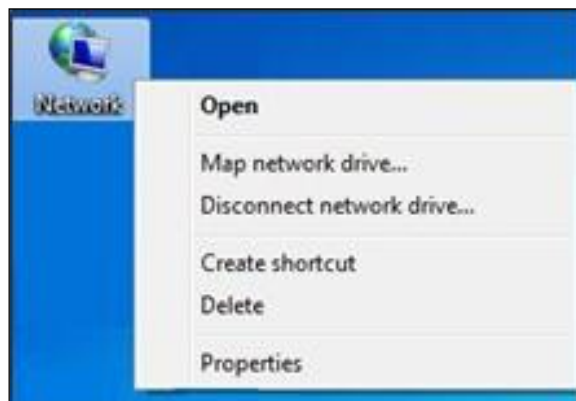 Network
Open
Map network drive...
Disconnect network drive...
Create shortcut
Delete
Properties